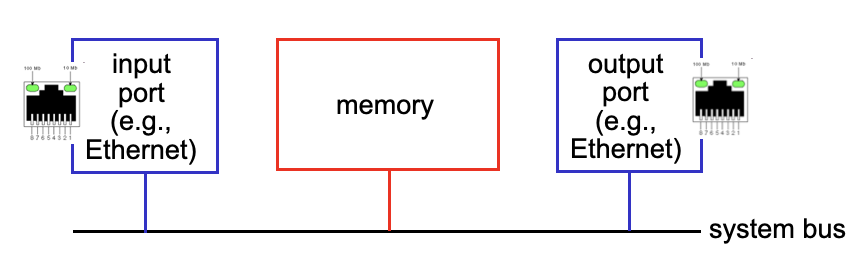 input
port
(e.g.,
Ethernet)
memory
output
port
(e.g.,
Ethernet)
system bus
100 Mb
10 Mb
8 7 6 5 4 3 2 1
100 Mb
10 Mb
8 7 6 5 4 3 2 1